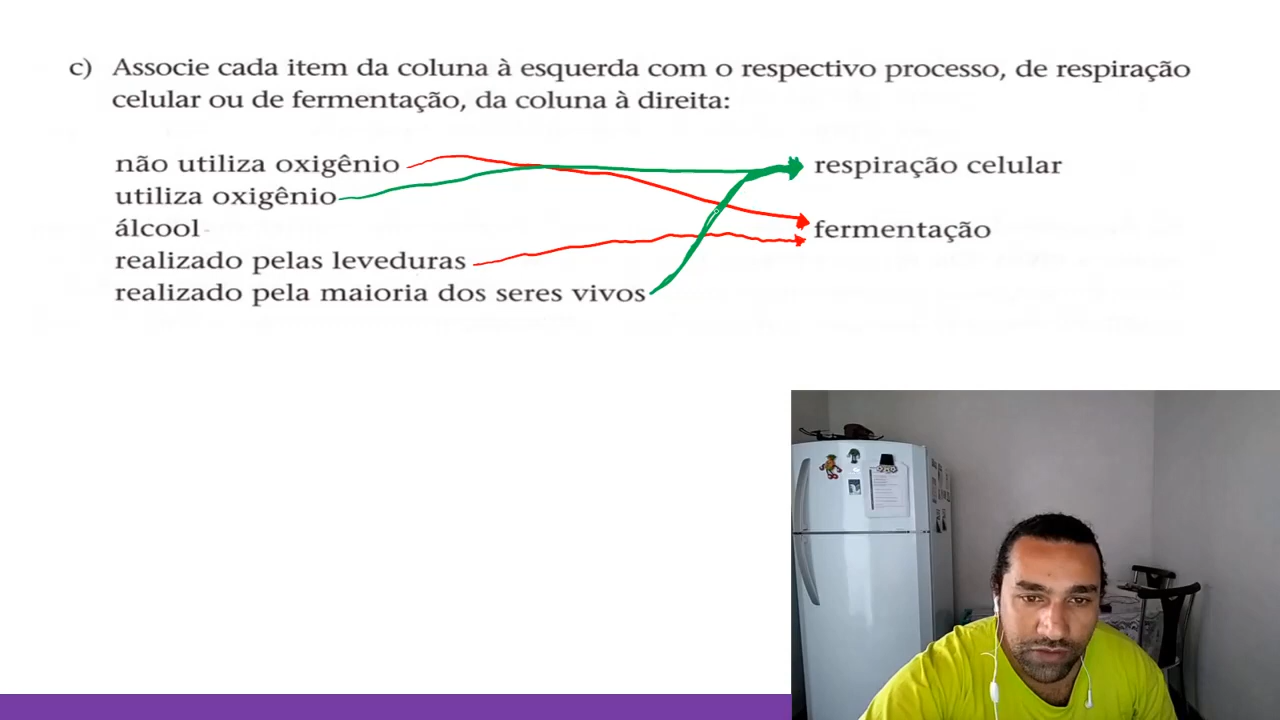 c) Associe cada item da coluna à esquerda com o respectivo processo, de respiração
celular ou de fermentação, da coluna à direita:
não utiliza oxigênio
utiliza oxigênio
álcool
realizado pelas leveduras
realizado pela maioria dos seres vivos
respiração celular
fermentação